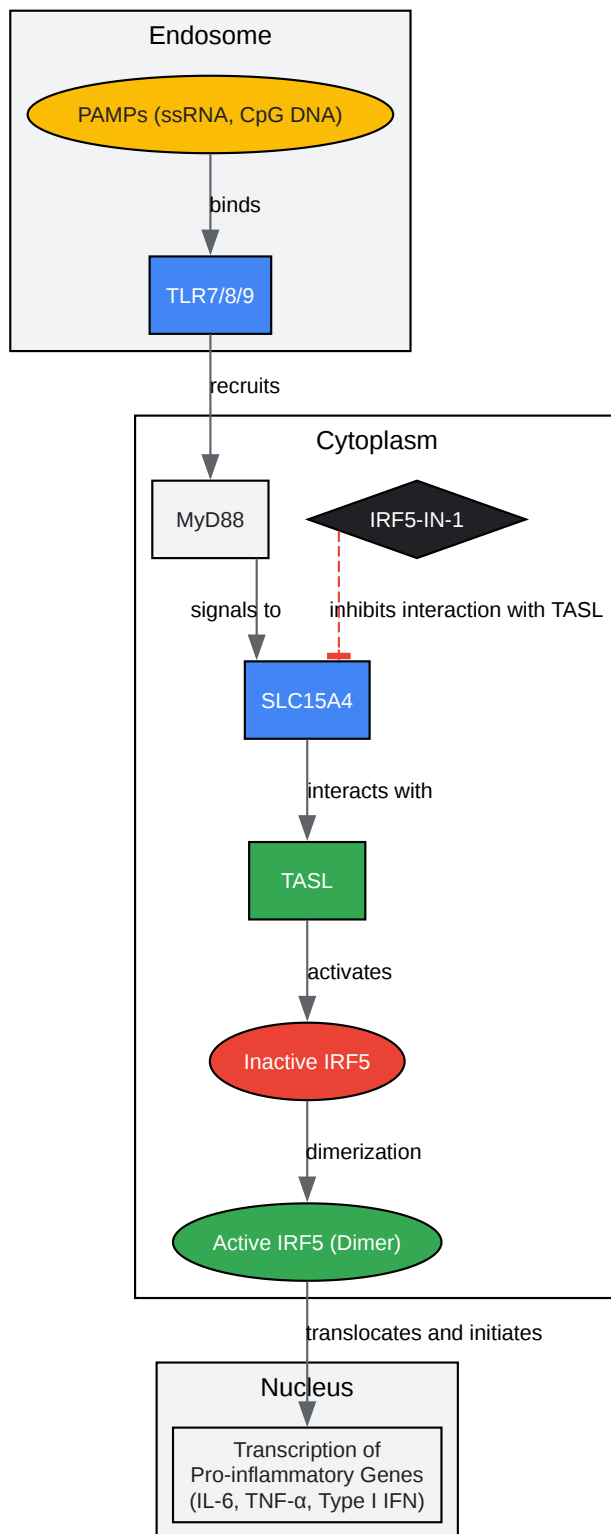 Endosome
PAMPs (ssRNA, CpG DNA)
binds
TLR7/8/9
recruits
Cytoplasm
MyD88
IRF5-IN-1
signals to
inhibits interaction with TASL
SLC15A4
interacts with
TASL
activates
Inactive IRF5
dimerization
Active IRF5 (Dimer)
translocates and initiates
Nucleus
Transcription of
Pro-inflammatory Genes
(IL-6, TNF-α, Type I IFN)